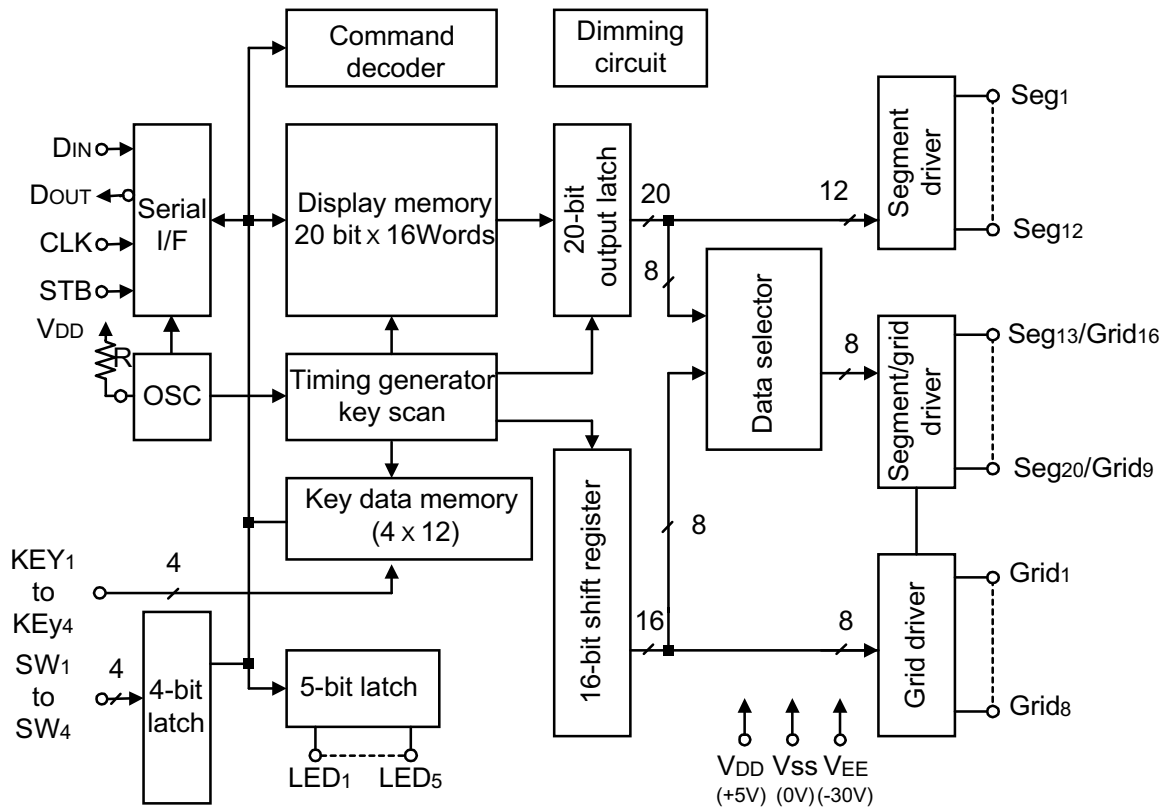 Command
decoder
Dimming
circuit
Seg1
DIN
DOUT
CLK
STB
Serial
I/F
Display memory
20 bit x 16Words
20-bit
output latch
20
12
Segment
driver
Seg12
8
VDD
R
OSC
Timing generator
key scan
Data selector
8
Segment/grid
driver
Seg13/Grid16
Seg20/Grid9
Key data memory
(4 x 12)
8
KEY1
to
KEy4
4
16-bit shift register
16
8
Grid driver
Grid1
Grid8
SW1
to
SW4
4
4-bit
latch
5-bit latch
LED1
LED5
VDD
(+5V)
Vss
(0V)
VEE
(-30V)